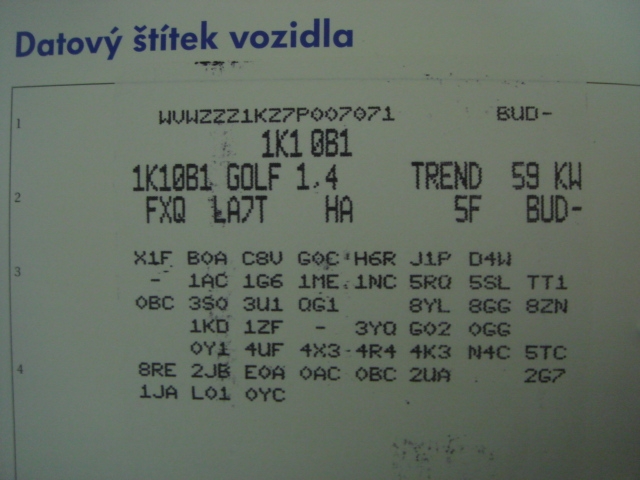 Datový štítek vozidla
1 WVWZZZ1KZ7P007071 BUD-
1K1 0B1
1K10B1 GOLF 1.4 TREND 59 KW
2 FXQ LA7T HA 5F BUD-
X1F B0A C8V G0C H6R J1P D4W
3 - 1AC 1G6 1ME 1NC 5RQ 5SL TT1
0BC 3S0 3U1 QG1 8YL 8GG 8ZN
1KD 1ZF - 3YQ G02 0GG
0Y1 4UF 4X3 4R4 4K3 N4C 5TC
4 8RE 2JB E0A 0AC 0BC 2UA 2G7
1JA L01 0YC